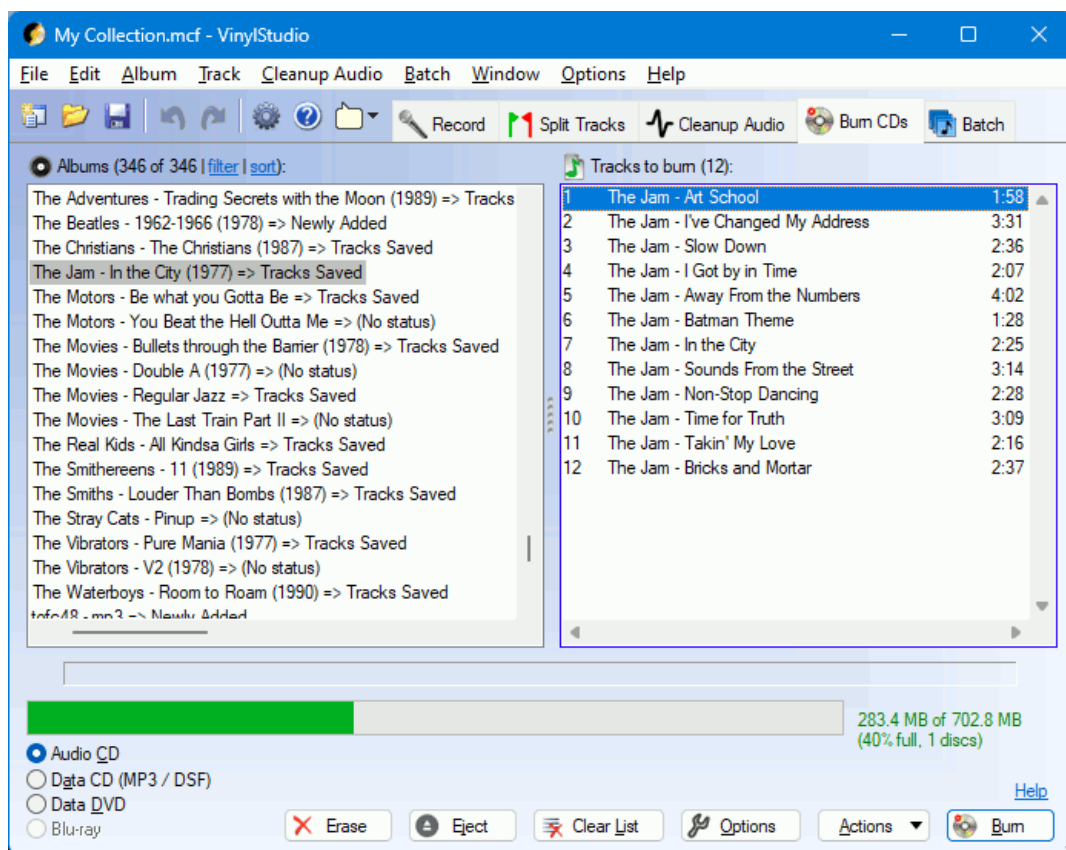 My Collection.mcf - VinylStudio
File Edit Album Track Cleanup Audio Batch Window Options Help
Record Split Tracks Cleanup Audio Burn CDs Batch
Albums (346 of 346 | filter | sort):
The Adventures - Trading Secrets with the Moon (1989) => Tracks
The Beatles - 1962-1966 (1978) => Newly Added
The Christians - The Christians (1987) => Tracks Saved
The Jam - In the City (1977) => Tracks Saved
The Motors - Be what you Gotta Be => Tracks Saved
The Motors - You Beat the Hell Outta Me => (No status)
The Movies - Bullets through the Barrier (1978) => Tracks Saved
The Movies - Double A (1977) => (No status)
The Movies - Regular Jazz => Tracks Saved
The Movies - The Last Train Part II => (No status)
The Real Kids - All Kindsa Girls => Tracks Saved
The Smithereens - 11 (1989) => Tracks Saved
The Smiths - Louder Than Bombs (1987) => Tracks Saved
The Stray Cats - Pinup => (No status)
The Vibrators - Pure Mania (1977) => Tracks Saved
The Vibrators - V2 (1978) => (No status)
The Waterboys - Room to Roam (1990) => Tracks Saved
tofc48 - mp3 => Newly Added
Tracks to burn (12):
1 The Jam - Art School 1:58
2 The Jam - I've Changed My Address 3:31
3 The Jam - Slow Down 2:36
4 The Jam - I Got by in Time 2:07
5 The Jam - Away From the Numbers 4:02
6 The Jam - Batman Theme 1:28
7 The Jam - In the City 2:25
8 The Jam - Sounds From the Street 3:14
9 The Jam - Non-Stop Dancing 2:28
10 The Jam - Time for Truth 3:09
11 The Jam - Takin' My Love 2:16
12 The Jam - Bricks and Mortar 2:37
283.4 MB of 702.8 MB
(40% full, 1 discs)
Audio CD
Data CD (MP3 / DSF)
Data DVD
Blu-ray
Help
Erase Eject Clear List Options Actions Burn